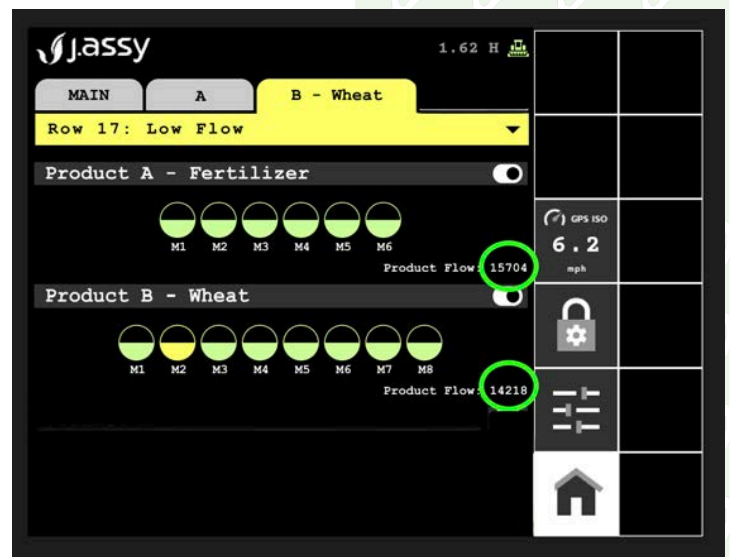 J.assy
1.62 H
MAIN A B - Wheat
Row 17: Low Flow
Product A - Fertilizer
M1 M2 M3 M4 M5 M6
Product Flow: 15704
GPS ISO
6.2
mph
Product B - Wheat
M1 M2 M3 M4 M5 M6 M7 M8
Product Flow: 14218